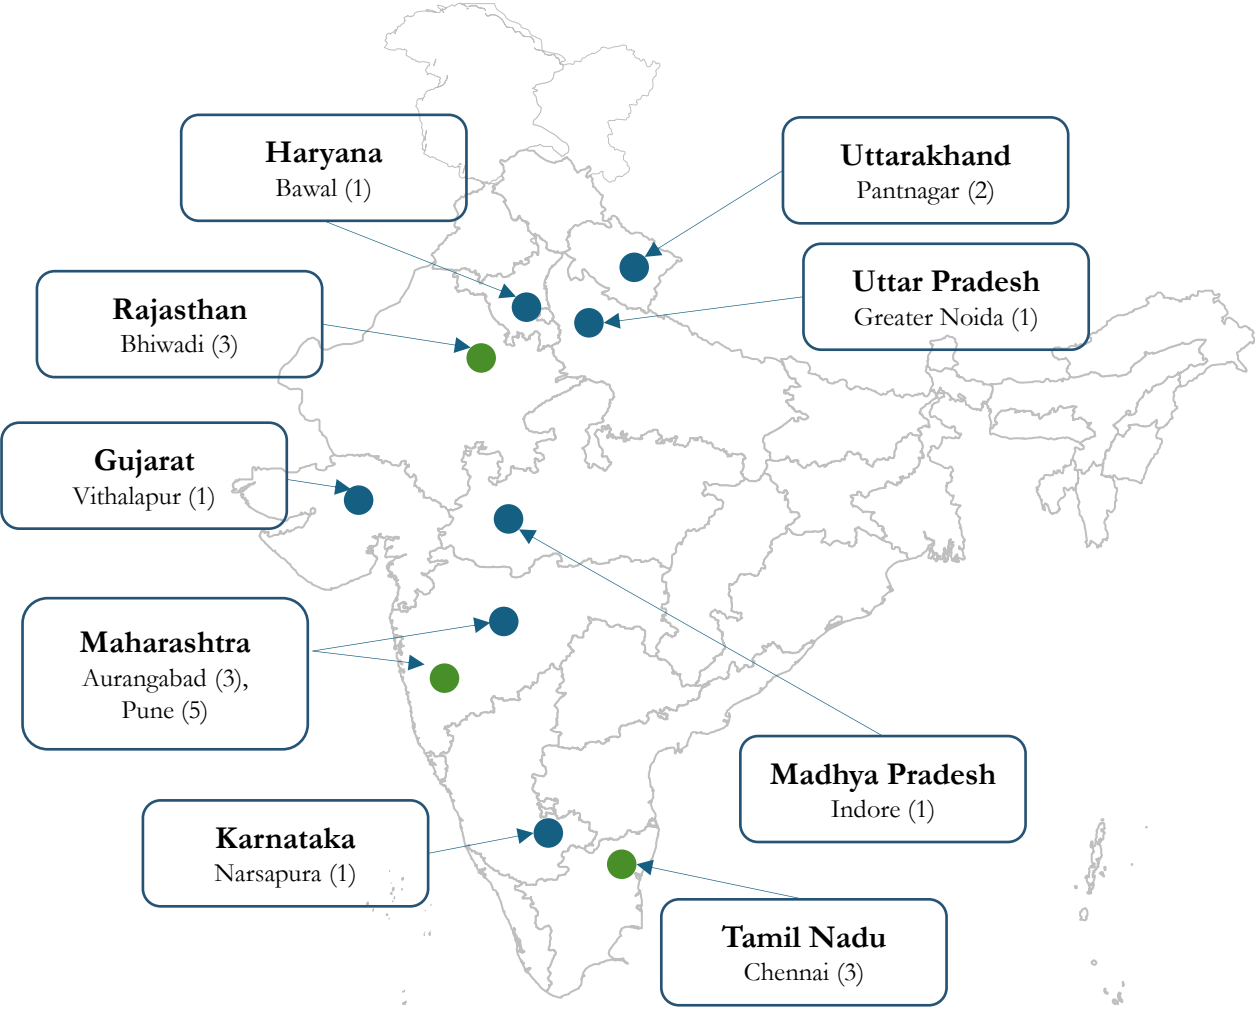 Haryana
Bawal (1)
Uttarakhand
Pantnagar (2)
Uttar Pradesh
Greater Noida (1)
Rajasthan
Bhiwadi (3)
Gujarat
Vithalapur (1)
Maharashtra
Aurangabad (3),
Pune (5)
Madhya Pradesh
Indore (1)
Karnataka
Narsapura (1)
Tamil Nadu
Chennai (3)